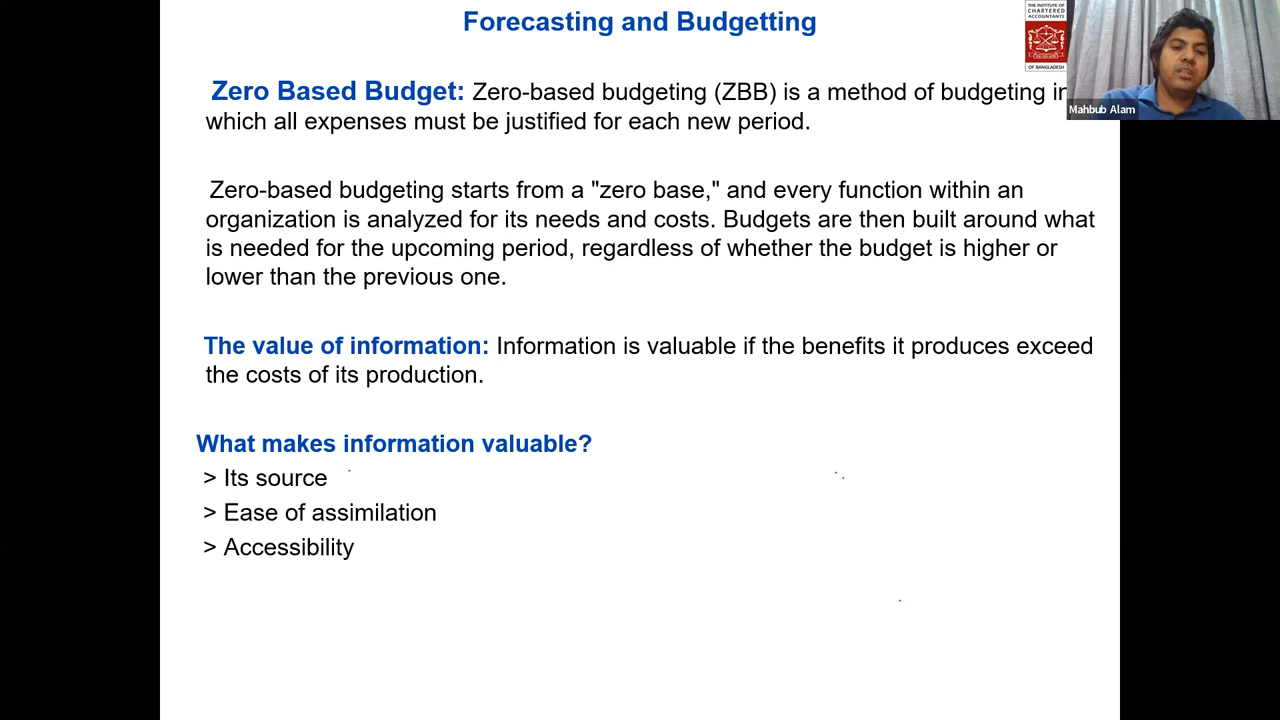 Forecasting and Budgetting
THE INSTITUTE OF
CHARTERED
ACCOUNTANTS
OF BANGLADESH
Mahbub Alam
Zero Based Budget: Zero-based budgeting (ZBB) is a method of budgeting in
which all expenses must be justified for each new period.
Zero-based budgeting starts from a "zero base," and every function within an
organization is analyzed for its needs and costs. Budgets are then built around what
is needed for the upcoming period, regardless of whether the budget is higher or
lower than the previous one.
The value of information: Information is valuable if the benefits it produces exceed
the costs of its production.
What makes information valuable?
> Its source
> Ease of assimilation
> Accessibility